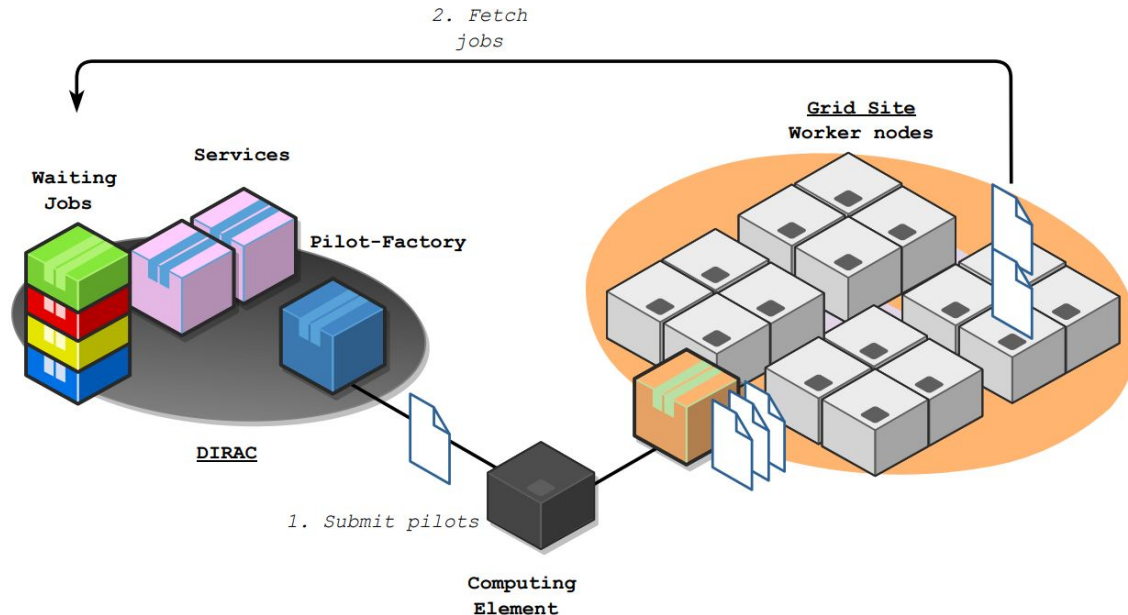 2. Fetch
jobs
Grid Site
Worker nodes
Services
Waiting
Jobs
Pilot-Factory
DIRAC
1. Submit pilots
Computing
Element